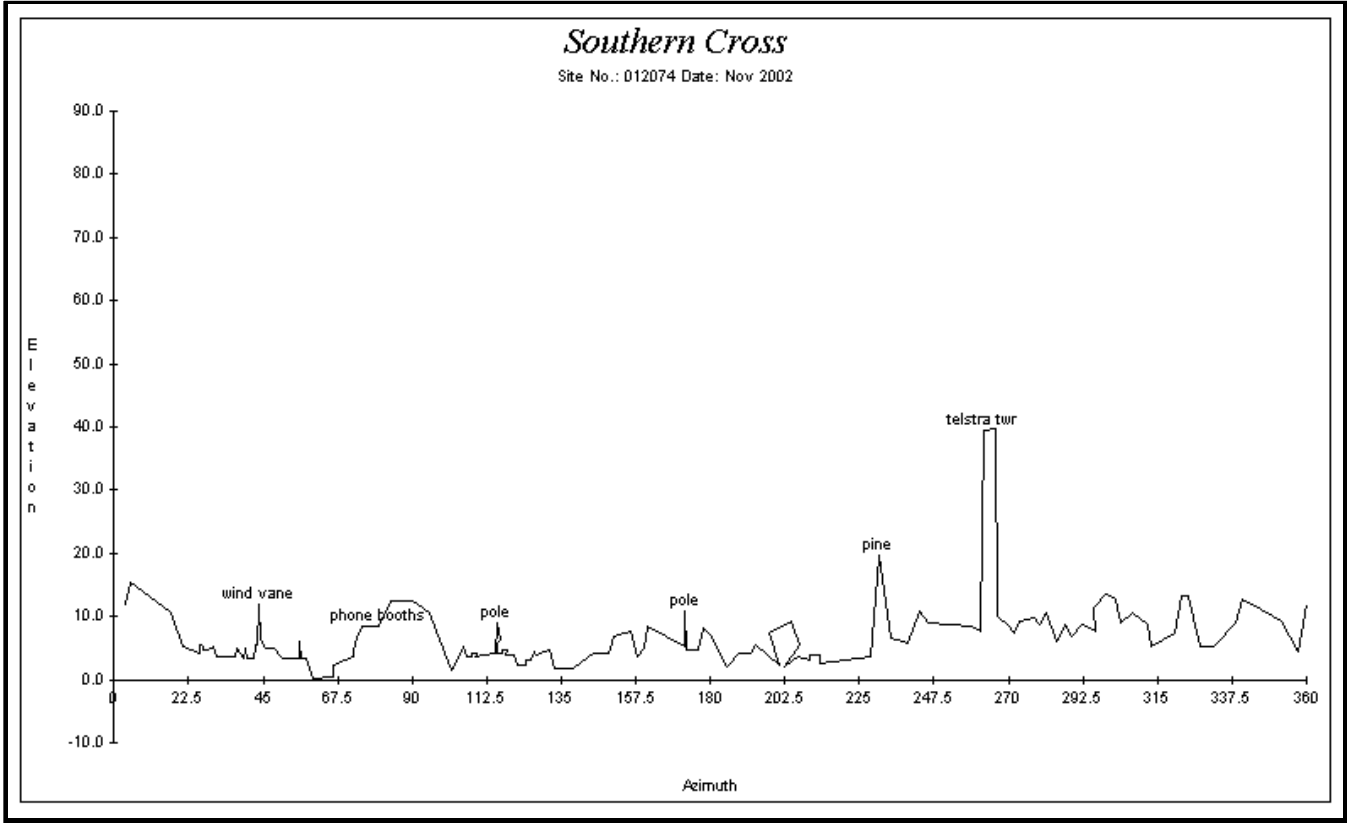 Southern Cross
Site No.: 012074 Date: Nov 2002
90.0
80.0
70.0
60.0
50.0
40.0
30.0
20.0
10.0
0.0
-10.0
Elevation
telstra twr
pine
wind vane
phone booths
pole
pole
0 22.5 45 67.5 90 112.5 135 157.5 180 202.5 225 247.5 270 292.5 315 337.5 360
Azimuth